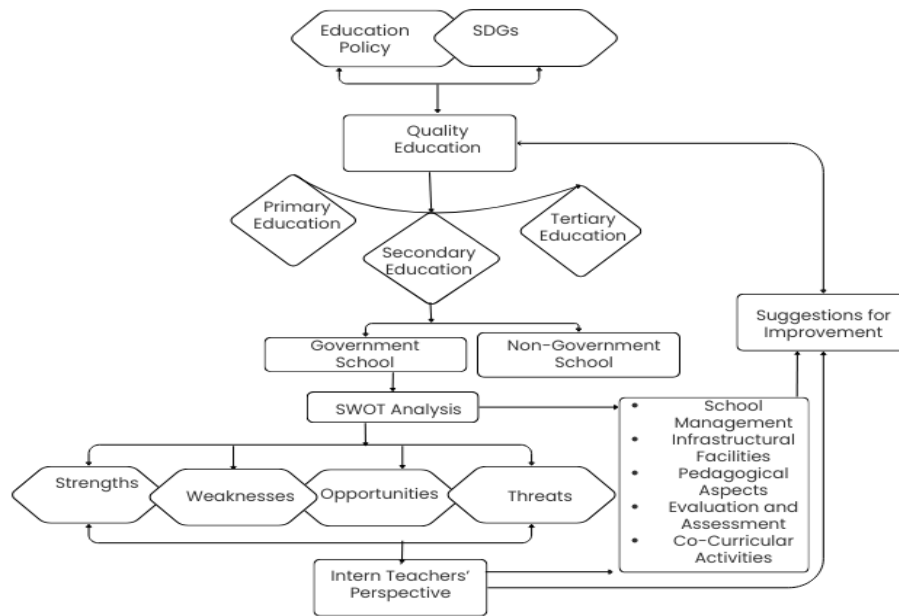 Education
Policy
SDGs
Quality
Education
Primary
Education
Tertiary
Education
Secondary
Education
Government
School
Non-Government
School
Suggestions for
Improvement
SWOT Analysis
• School
Management
• Infrastructural
Facilities
• Pedagogical
Aspects
• Evaluation and
Assessment
• Co-Curricular
Activities
Strengths
Weaknesses
Opportunities
Threats
Intern Teachers'
Perspective